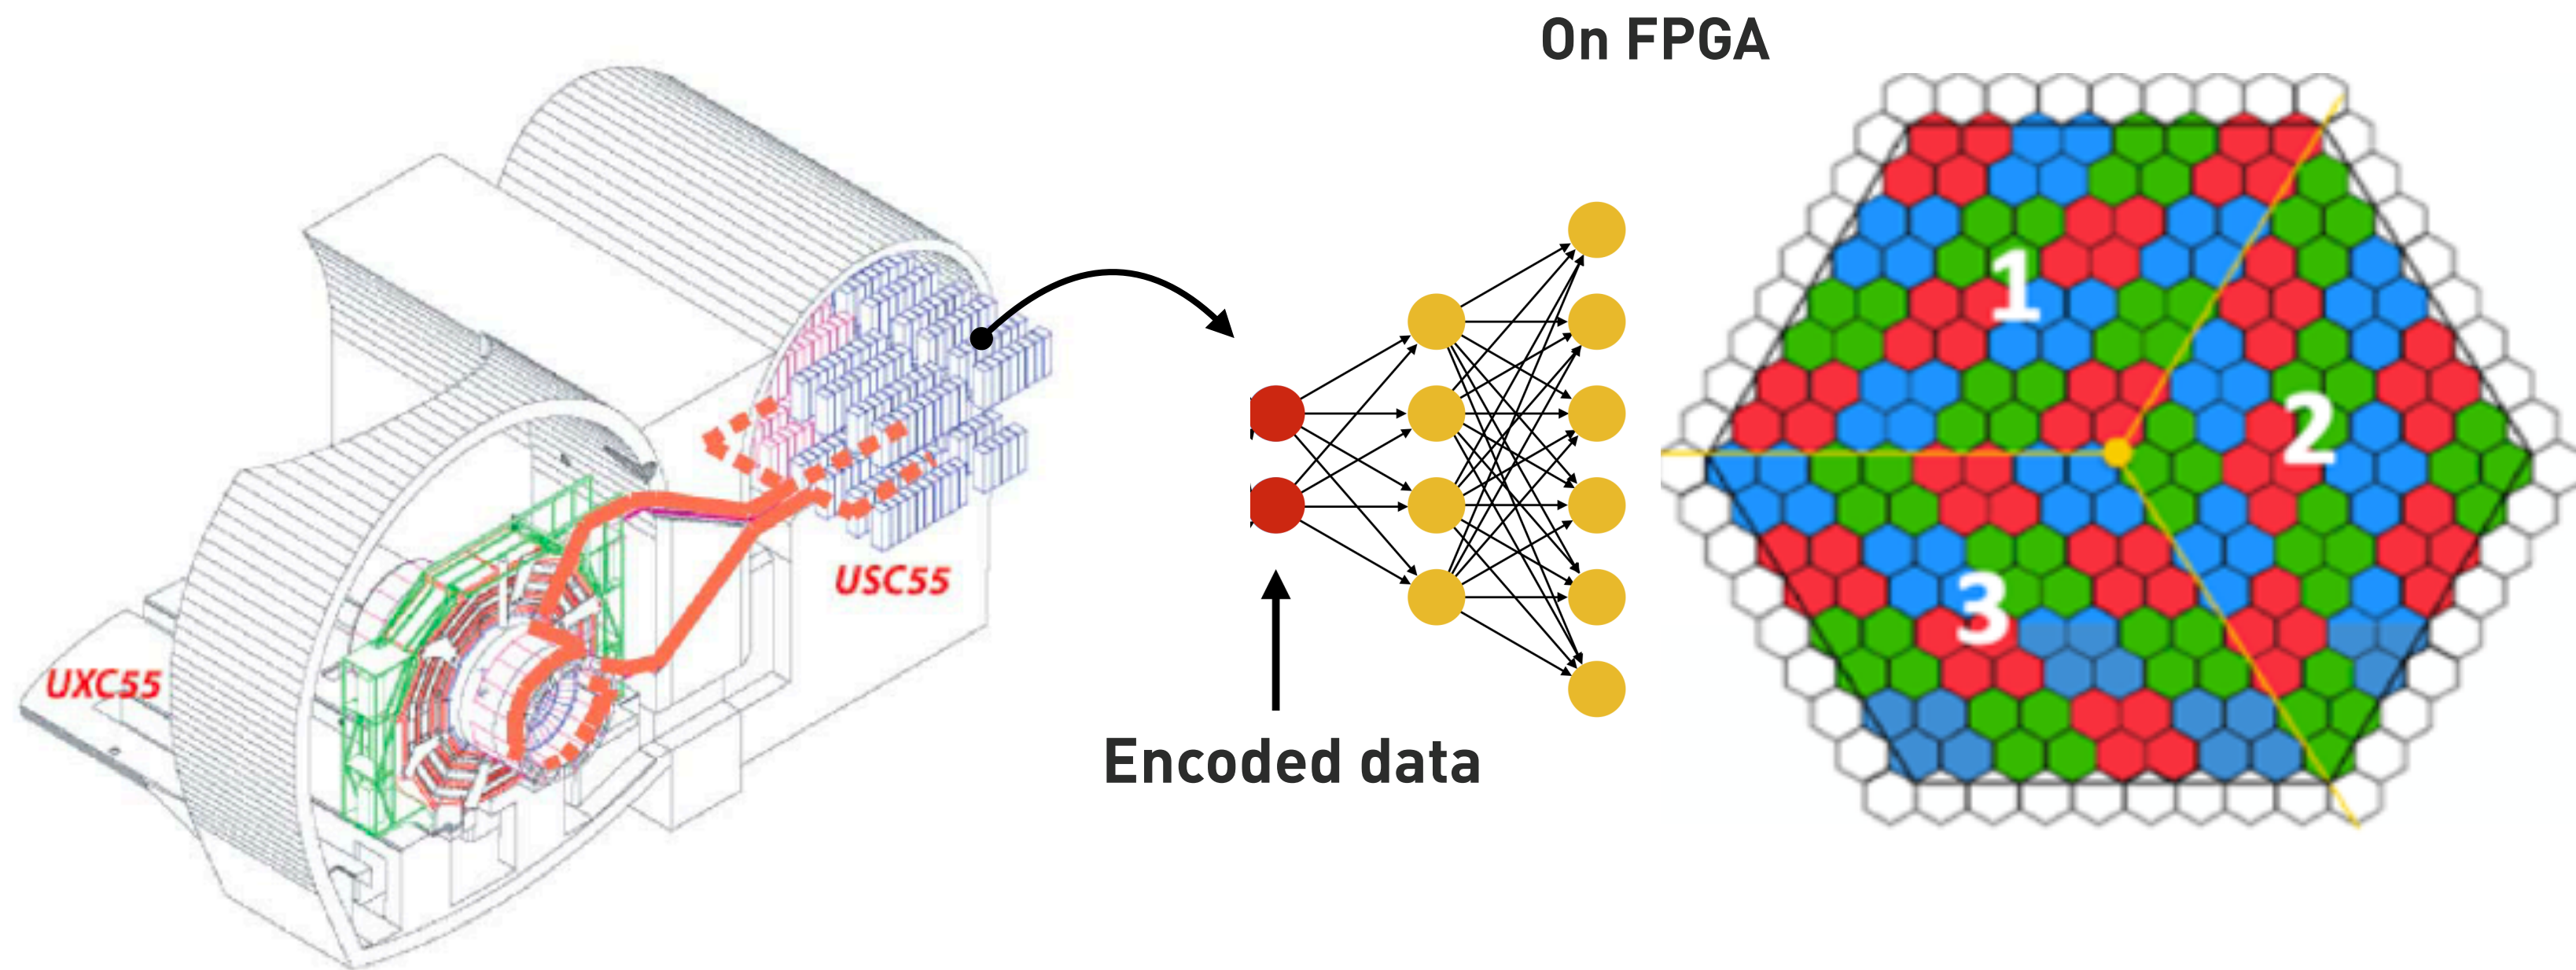 On FPGA
1
2
3
USC55
UXC55
Encoded data